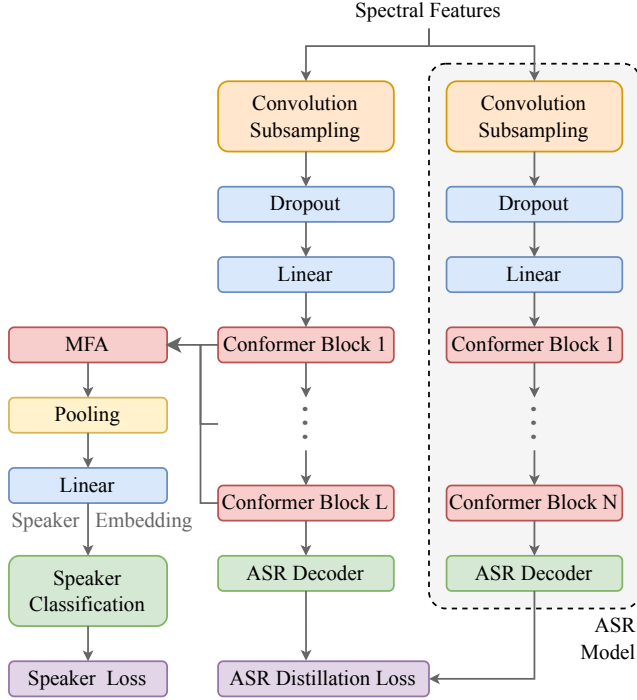 Spectral Features
Convolution
Subsampling
Convolution
Subsampling
Dropout
Dropout
Linear
Linear
MFA
Conformer Block 1
Conformer Block 1
Pooling
Linear
Conformer Block L
Conformer Block N
Speaker Embedding
Speaker
Classification
ASR Decoder
ASR Decoder
ASR
Model
Speaker Loss
ASR Distillation Loss